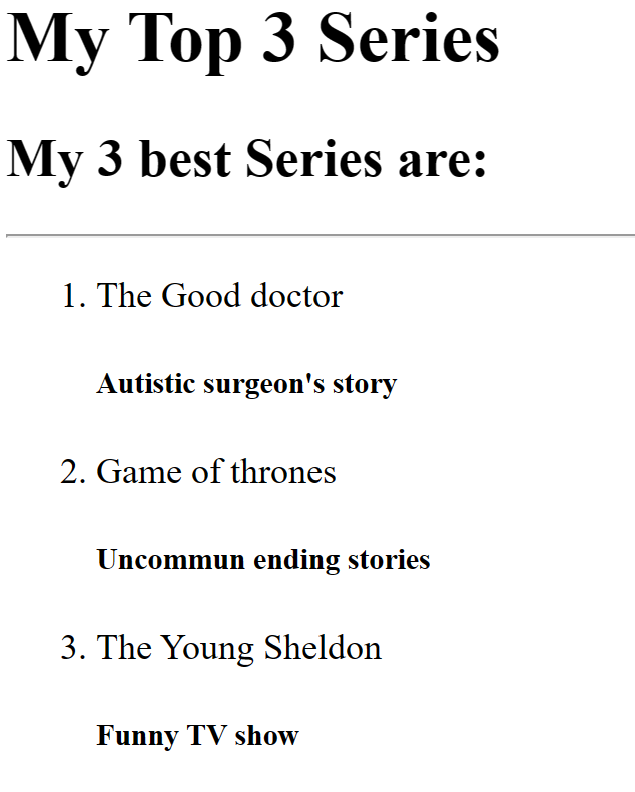 My Top 3 Series
My 3 best Series are:
1. The Good doctor
Autistic surgeon's story
2. Game of thrones
Uncommun ending stories
3. The Young Sheldon
Funny TV show